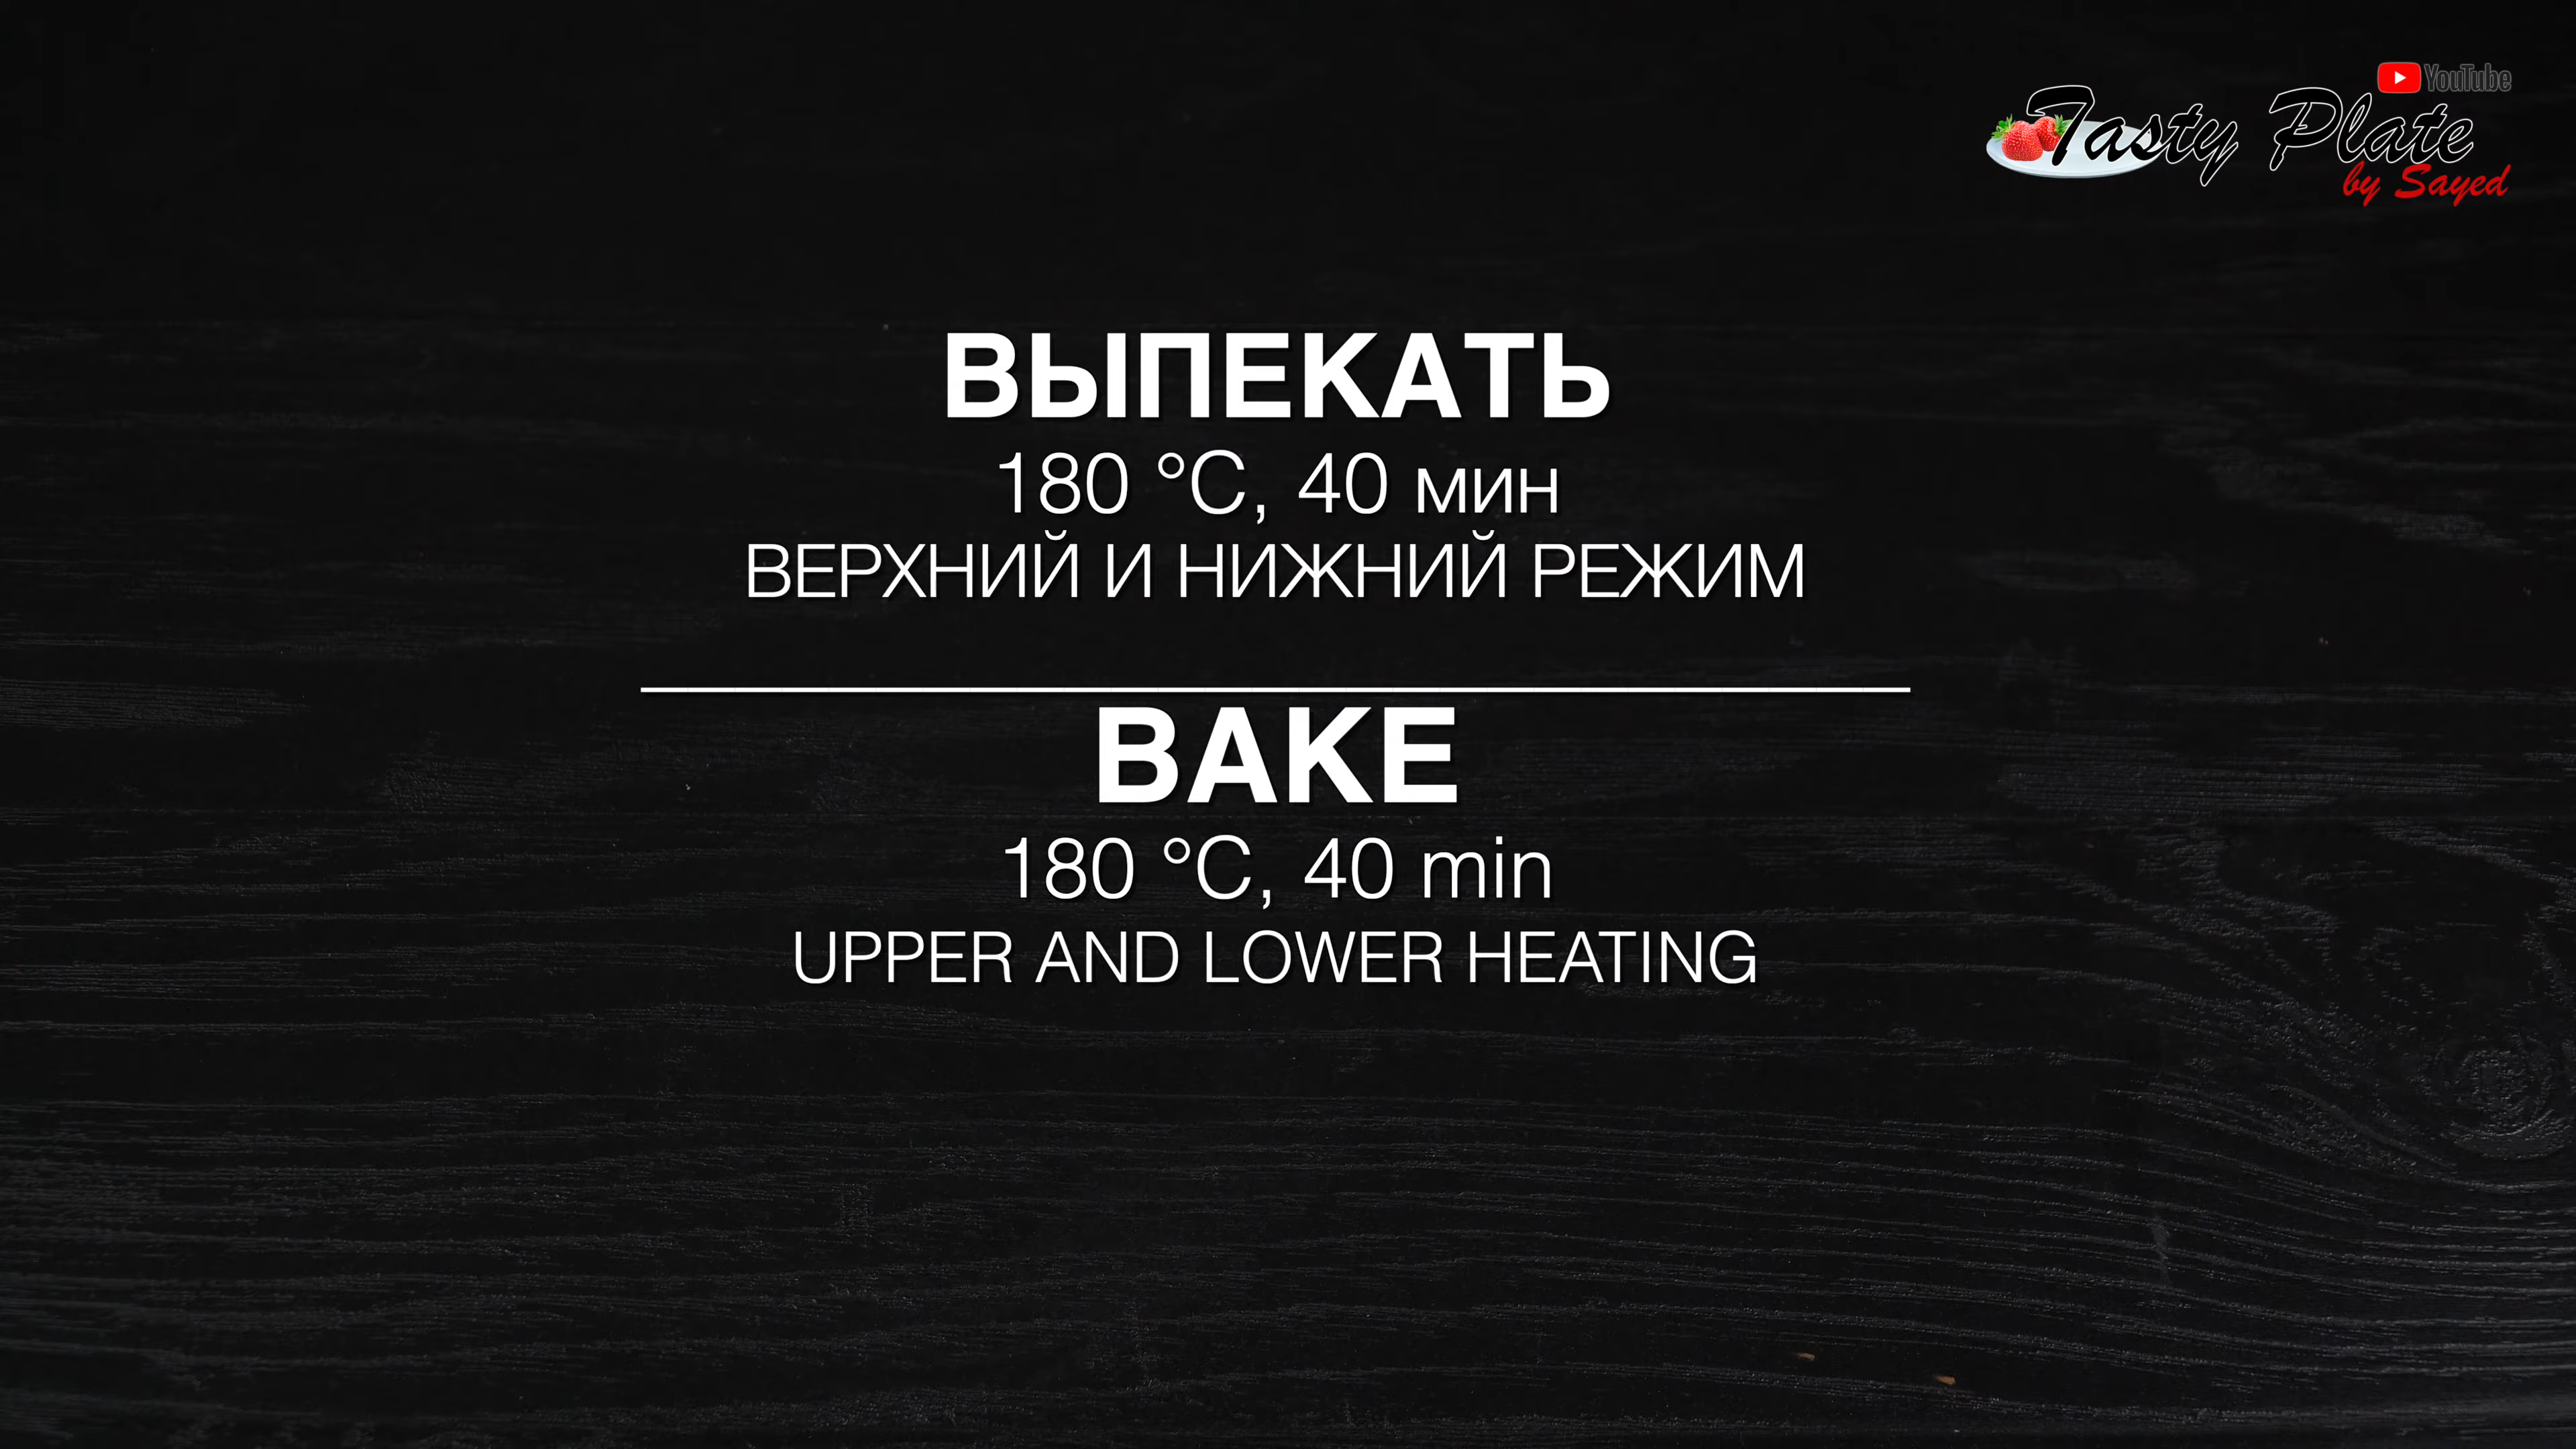 YouTube
Tasty Plate
by Sayed
ВЫПЕКАТЬ
180 °C, 40 мин
ВЕРХНИЙ И НИЖНИЙ РЕЖИМ
BAKE
180 °C, 40 min
UPPER AND LOWER HEATING